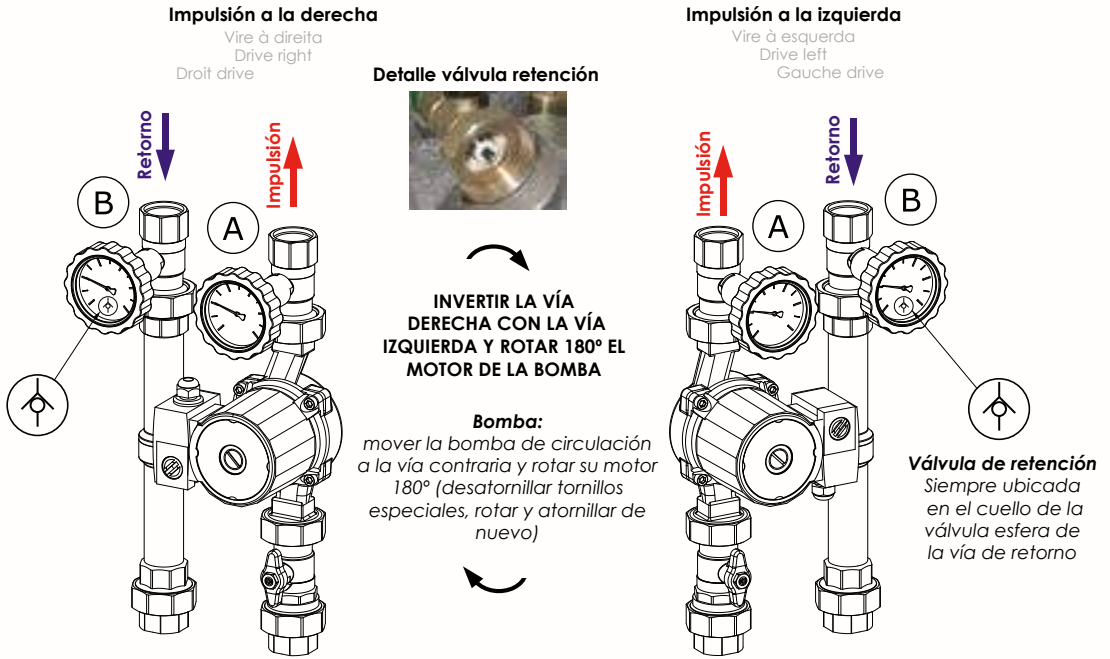 Impulsión a la derecha
Vire à direita
Drive right
Droit drive
Impulsión a la izquierda
Vire à esquerda
Drive left
Gauche drive
Detalle válvula retención
Retorno
Impulsión
B
A
Impulsión
Retorno
A
B
INVERTIR LA VÍA
DERECHA CON LA VÍA
IZQUIERDA Y ROTAR 180º EL
MOTOR DE LA BOMBA
Bomba:
mover la bomba de circulación
a la vía contraria y rotar su motor
180º (desatornillar tornillos
especiales, rotar y atornillar de
nuevo)
Válvula de retención
Siempre ubicada
en el cuello de la
válvula esfera de
la vía de retorno